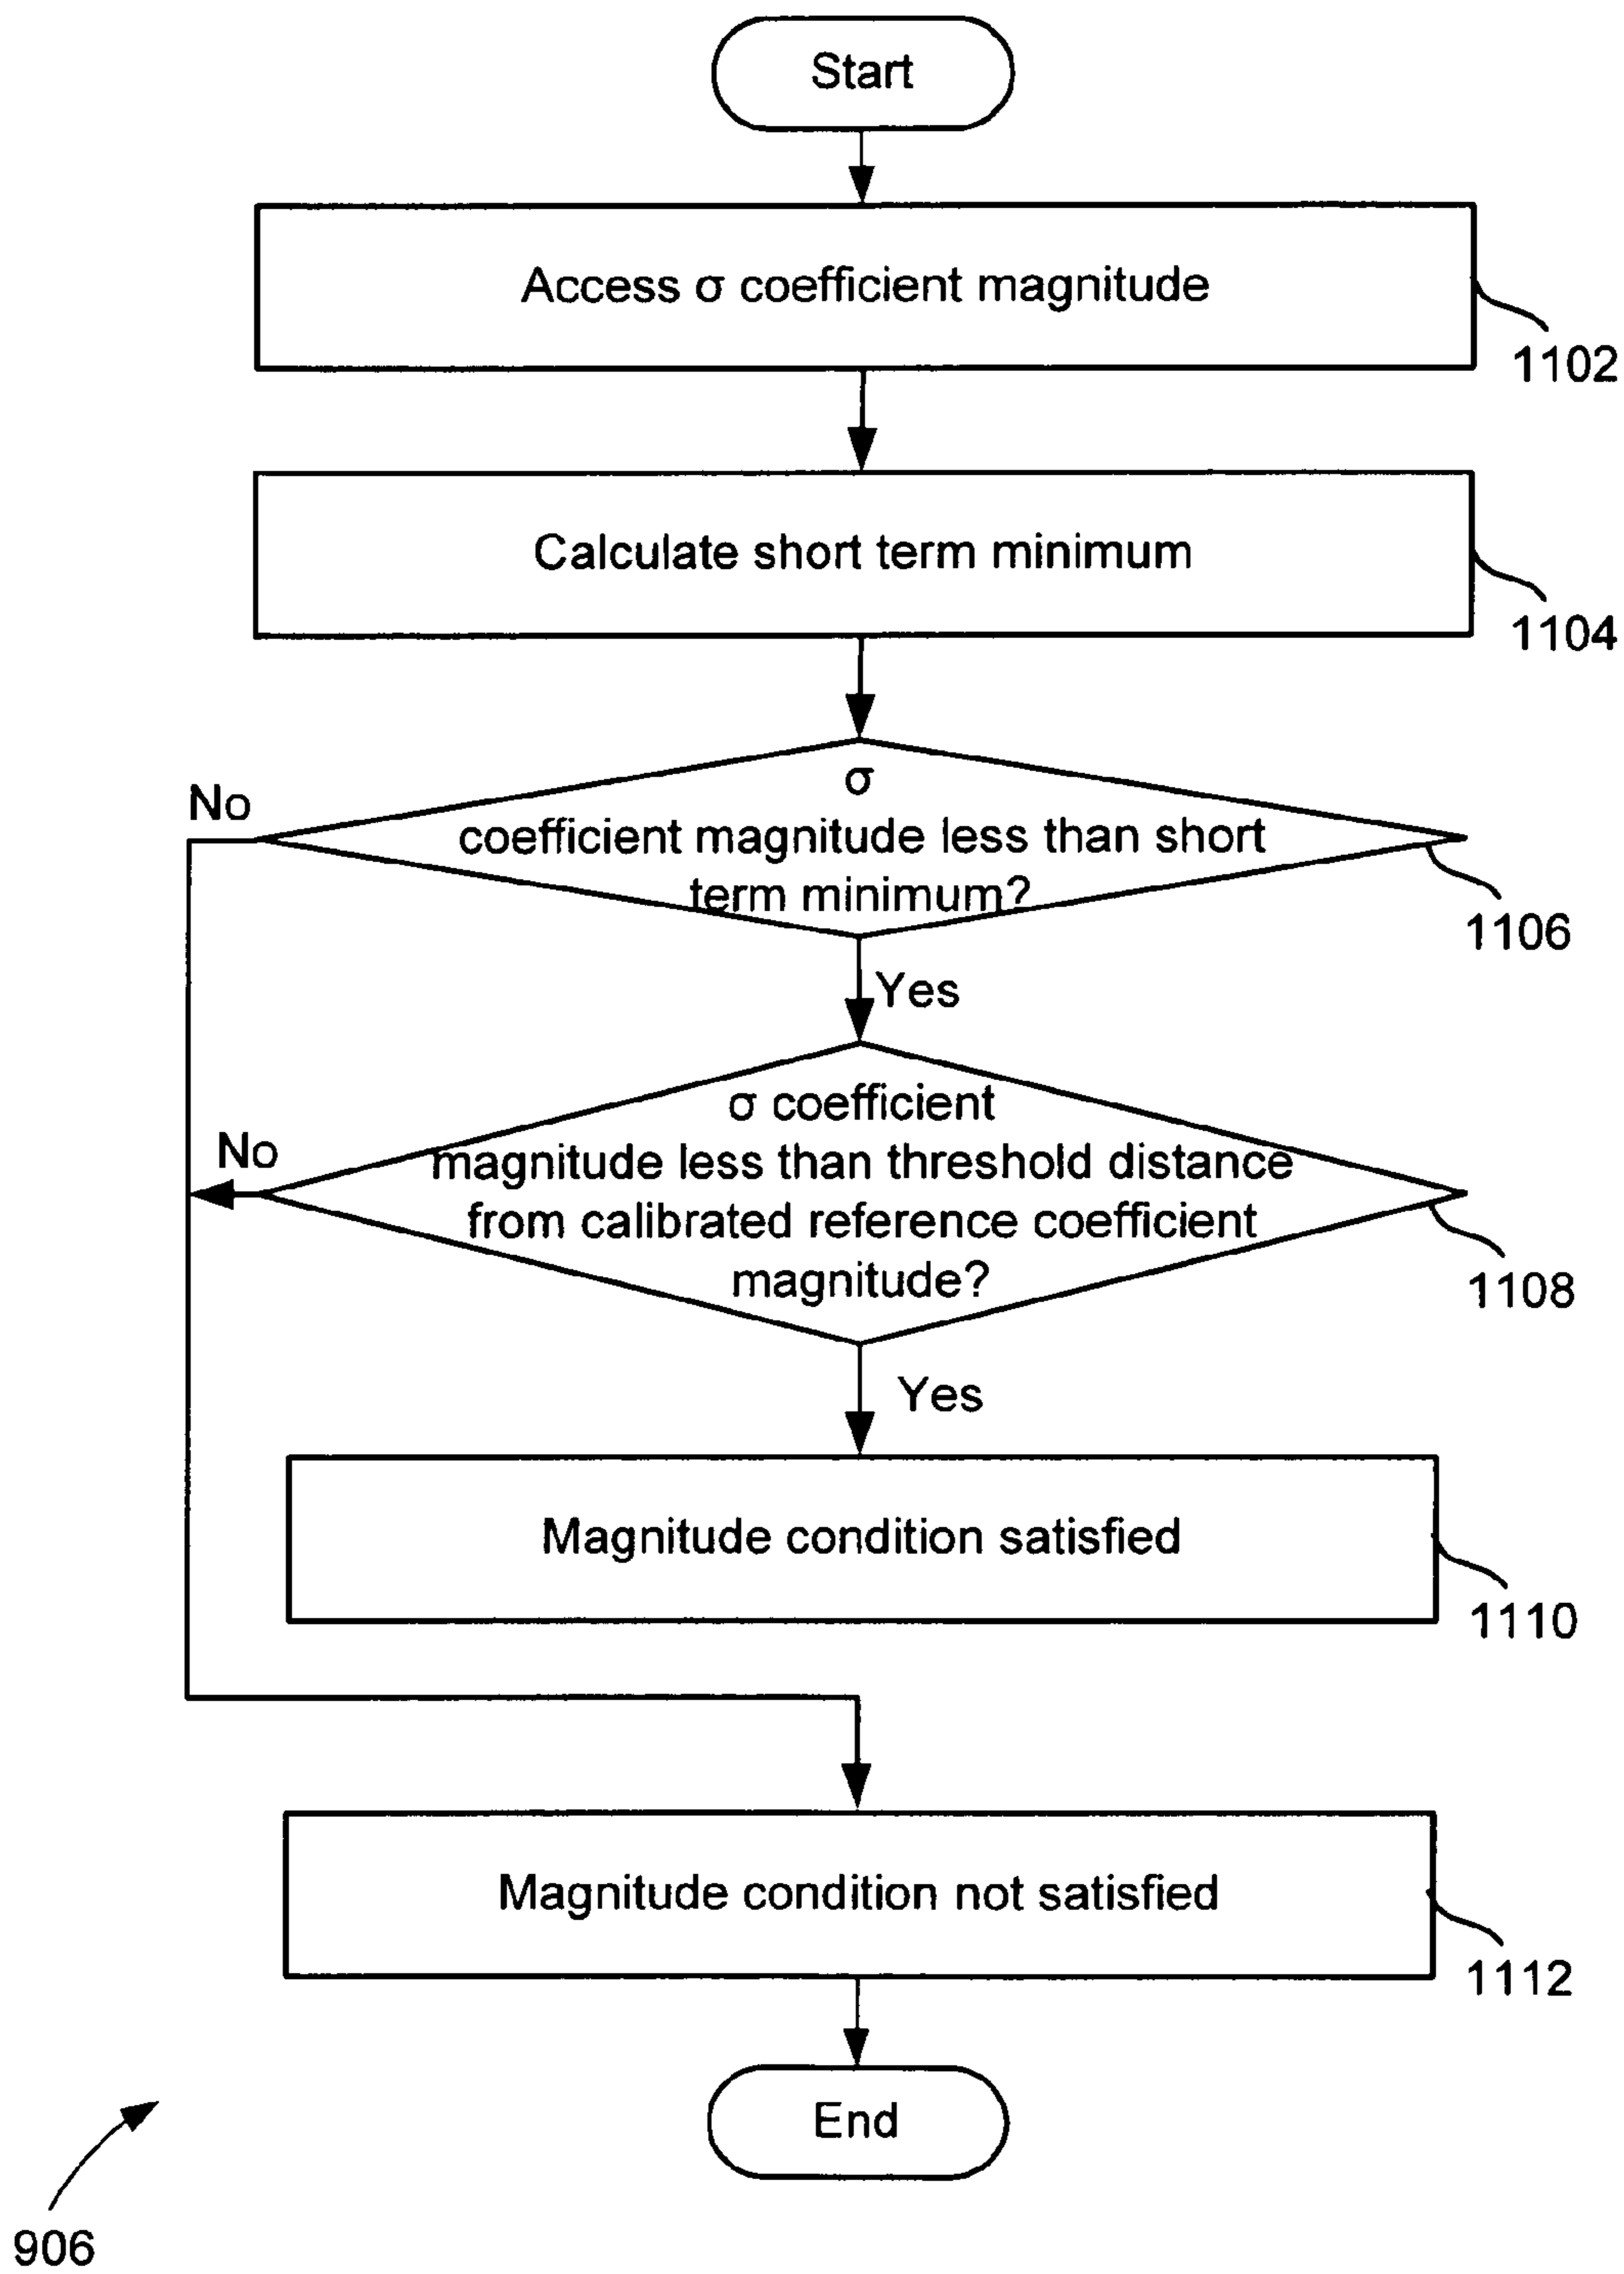 Start
Access σ coefficient magnitude
1102
Calculate short term minimum
1104
No
σ
coefficient magnitude less than short
term minimum?
1106
Yes
σ coefficient
No
magnitude less than threshold distance
from calibrated reference coefficient
magnitude?
1108
Yes
Magnitude condition satisfied
1110
Magnitude condition not satisfied
1112
End
906